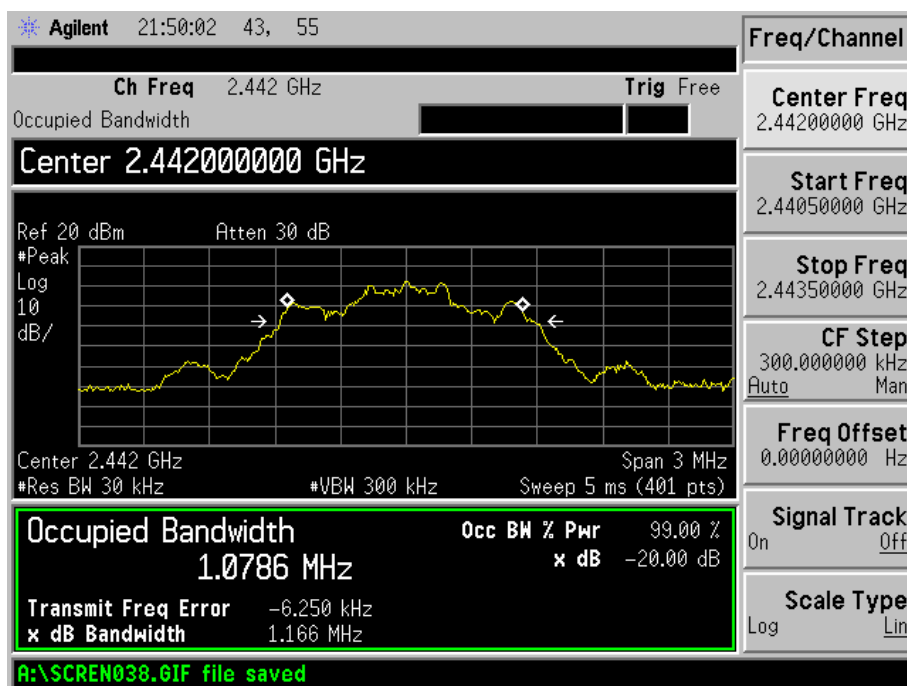 Agilent 21:50:02 43, 55
Ch Freq 2.442 GHz Trig Free
Occupied Bandwidth
Center 2.442000000 GHz
Ref 20 dBm Atten 30 dB
#Peak
Log
10
dB/
Center 2.442 GHz Span 3 MHz
#Res BW 30 kHz #VBW 300 kHz Sweep 5 ms (401 pts)
Occupied Bandwidth Occ BW % Pwr 99.00 %
1.0786 MHz x dB -20.00 dB
Transmit Freq Error -6.250 kHz
x dB Bandwidth 1.166 MHz
A:\SCREN038.GIF file saved
Freq/Channel
Center Freq
2.44200000 GHz
Start Freq
2.44050000 GHz
Stop Freq
2.44350000 GHz
CF Step
300.000000 kHz
Auto Man
Freq Offset
0.00000000 Hz
Signal Track
On Off
Scale Type
Log Lin